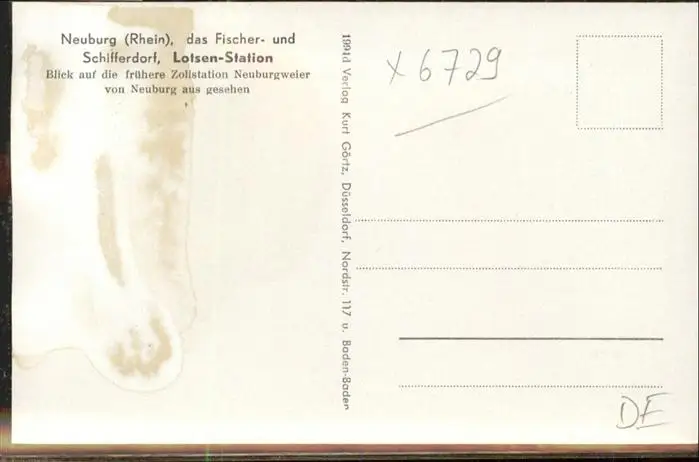 Neuburg (Rhein), das Fischer- und
Schifferdorf, Lotsen-Station
Blick auf die frühere Zollstation Neuburgweier
von Neuburg aus gesehen
1991d Verlag Kurt Görtz, Düsseldorf, Nordstr. 117 u. Baden-Baden
x 6729
DE